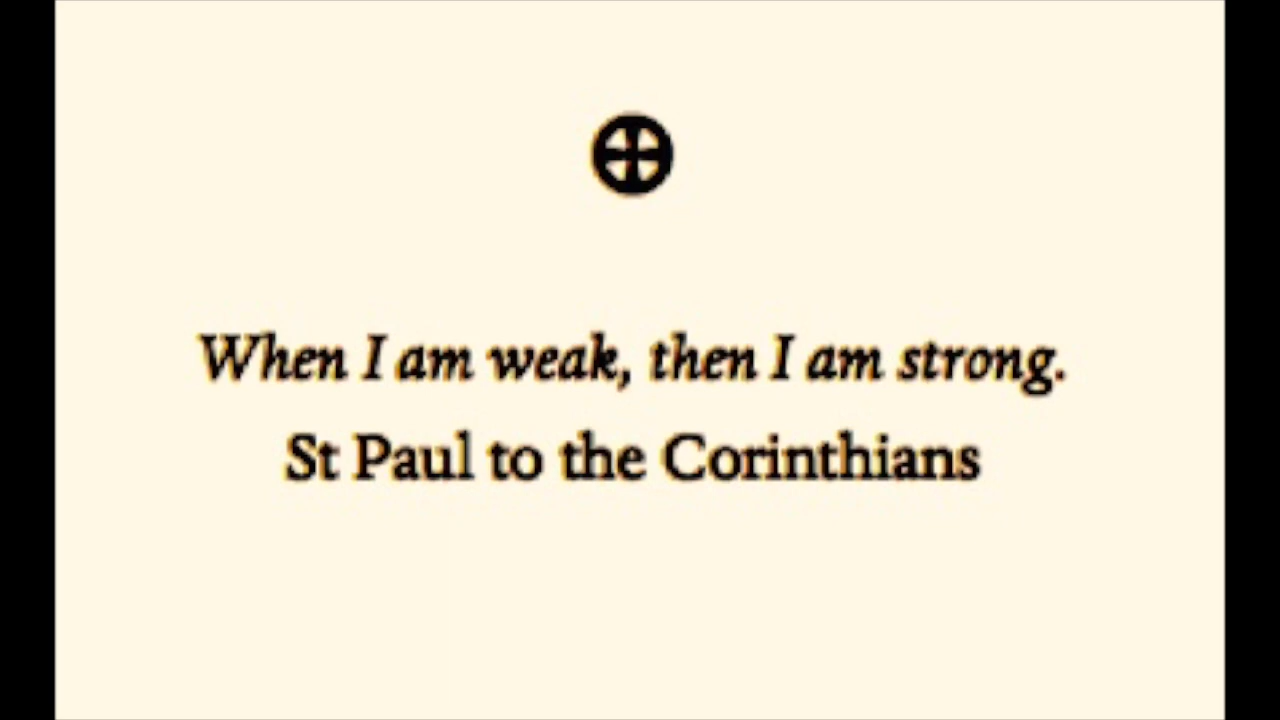 When I am weak, then I am strong.
St Paul to the Corinthians